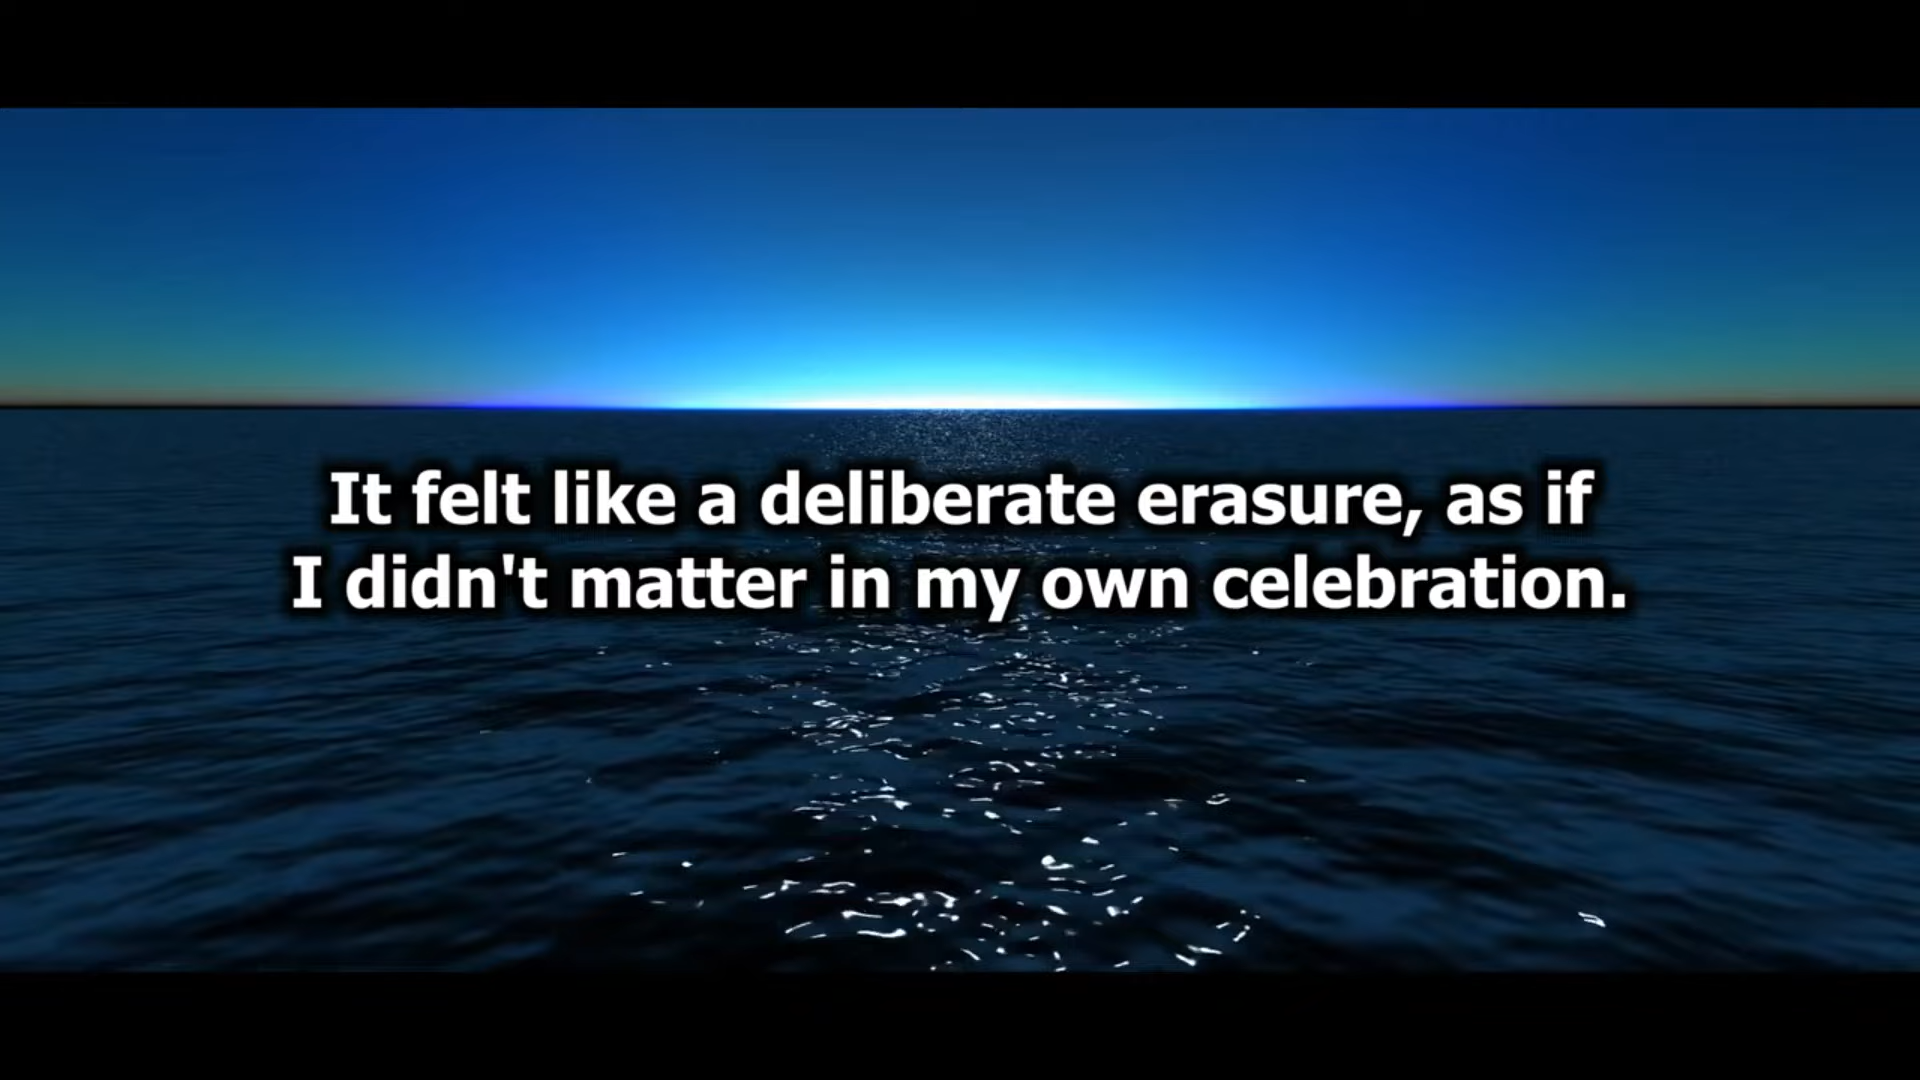 It felt like a deliberate erasure, as if
I didn't matter in my own celebration.